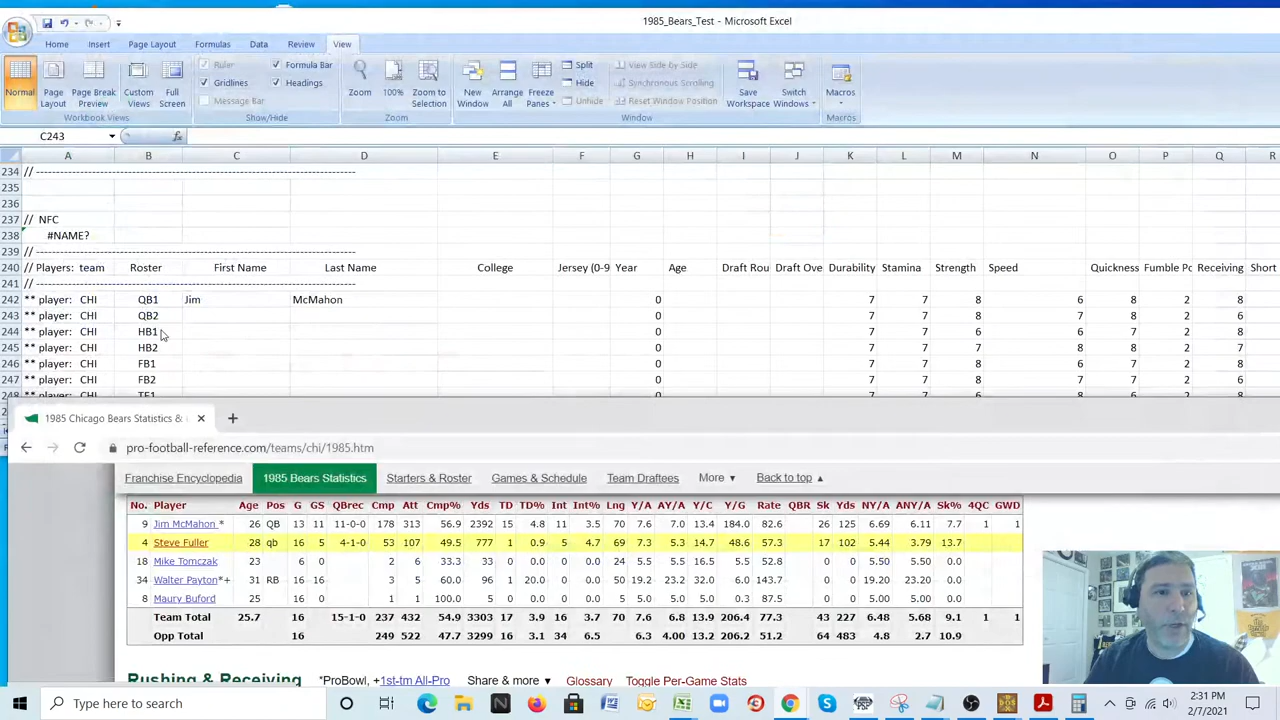 1985_Bears_Test - Microsoft Excel
Home Insert Page Layout Formulas Data Review View
Normal Page Layout Page Break Preview Custom Views Full Screen
Ruler Formula Bar
Gridlines Headings
Message Bar
Zoom 100% Zoom to Selection
New Window Arrange All Freeze Panes Split Hide Unhide
View Side by Side
Synchronous Scrolling
Reset Window Position
Save Workspace Switch Windows Macros
Workbook Views Show/Hide Zoom Window Macros
C243 fx
A B C D E F G H I J K L M N O P Q R
234 // --------------------------------------------------------------------------------
235
236
237 // NFC
238 #NAME?
239 // --------------------------------------------------------------------------------
240 // Players: team Roster First Name Last Name College Jersey (0-9 Year Age Draft Rou Draft Ove Durability Stamina Strength Speed Quickness Fumble Po Receiving Short
241 // --------------------------------------------------------------------------------
242 ** player: CHI QB1 Jim McMahon 0 7 7 8 6 8 2 8
243 ** player: CHI QB2 0 7 7 8 7 8 2 6
244 ** player: CHI HB1 0 7 7 6 6 7 2 8
245 ** player: CHI HB2 0 7 7 7 8 8 2 7
246 ** player: CHI FB1 0 7 7 8 6 7 2 8
247 ** player: CHI FB2 0 7 7 8 7 7 2 6
248 ** player: CHI TE1
1985 Chicago Bears Statistics &
pro-football-reference.com/teams/chi/1985.htm
Franchise Encyclopedia 1985 Bears Statistics Starters & Roster Games & Schedule Team Draftees More ▼ Back to top ▲
No. Player Age Pos G GS QBrec Cmp Att Cmp% Yds TD TD% Int Int% Lng Y/A AY/A Y/C Y/G Rate QBR Sk Yds NY/A ANY/A Sk% 4QC GWD
9 Jim McMahon * 26 QB 13 11 11-0-0 178 313 56.9 2392 15 4.8 11 3.5 70 7.6 7.0 13.4 184.0 82.6 26 125 6.69 6.11 7.7 1 1
4 Steve Fuller 28 qb 16 5 4-1-0 53 107 49.5 777 1 0.9 5 4.7 69 7.3 5.3 14.7 48.6 57.3 17 102 5.44 3.79 13.7
18 Mike Tomczak 23 6 0 2 6 33.3 33 0 0.0 0 0.0 24 5.5 5.5 16.5 5.5 52.8 0 0 5.50 5.50 0.0
34 Walter Payton*+ 31 RB 16 16 3 5 60.0 96 1 20.0 0 0.0 50 19.2 23.2 32.0 6.0 143.7 0 0 19.20 23.20 0.0
8 Maury Buford 25 16 0 1 1 100.0 5 0 0.0 0 0.0 5 5.0 5.0 5.0 0.3 87.5 0 0 5.00 5.00 0.0
Team Total 25.7 16 15-1-0 237 432 54.9 3303 17 3.9 16 3.7 70 7.6 6.8 13.9 206.4 77.3 43 227 6.48 5.68 9.1 1 1
Opp Total 16 249 522 47.7 3299 16 3.1 34 6.5 6.3 4.00 13.2 206.2 51.2 64 483 4.8 2.7 10.9
Rushing & Receiving *ProBowl, +1st-tm All-Pro Share & more ▼ Glossary Toggle Per-Game Stats
Type here to search
2:31 PM
2/7/2021